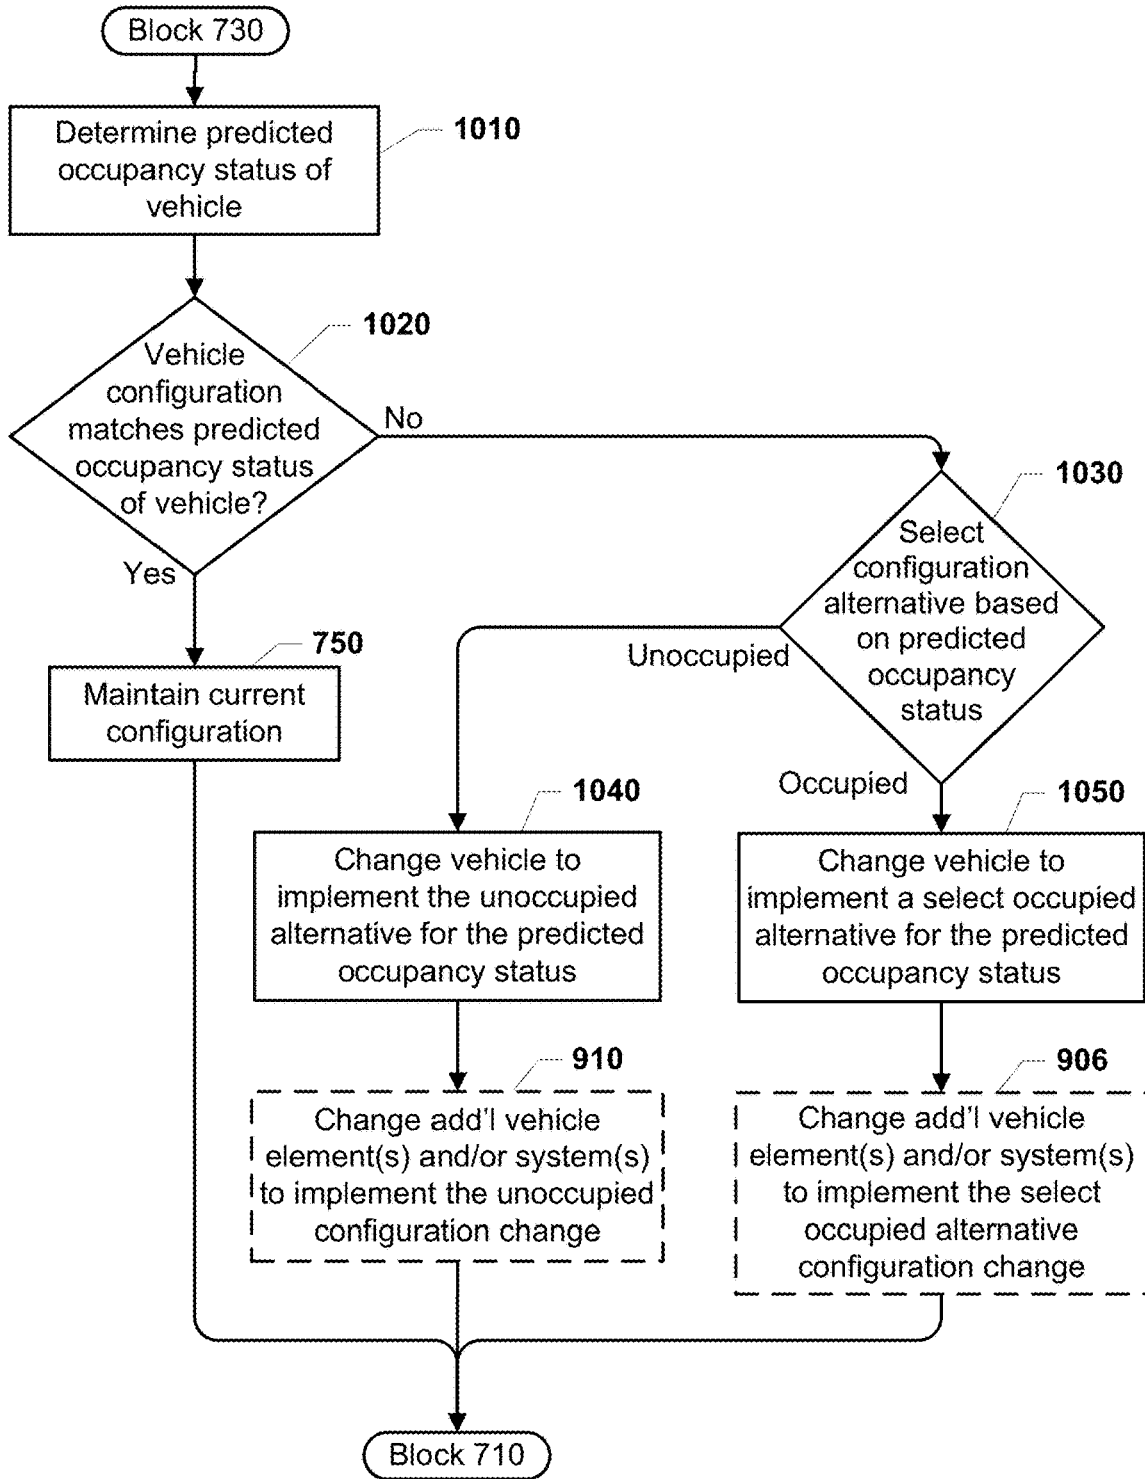 Block 730
Determine predicted
occupancy status of
vehicle
1010
Vehicle
configuration
matches predicted
occupancy status
of vehicle?
1020
No
Yes
1030
Select
configuration
alternative based
on predicted
occupancy
status
Unoccupied
Occupied
750
Maintain current
configuration
1040
Change vehicle to
implement the unoccupied
alternative for the predicted
occupancy status
1050
Change vehicle to
implement a select occupied
alternative for the predicted
occupancy status
910
Change add'l vehicle
element(s) and/or system(s)
to implement the unoccupied
configuration change
906
Change add'l vehicle
element(s) and/or system(s)
to implement the select
occupied alternative
configuration change
Block 710